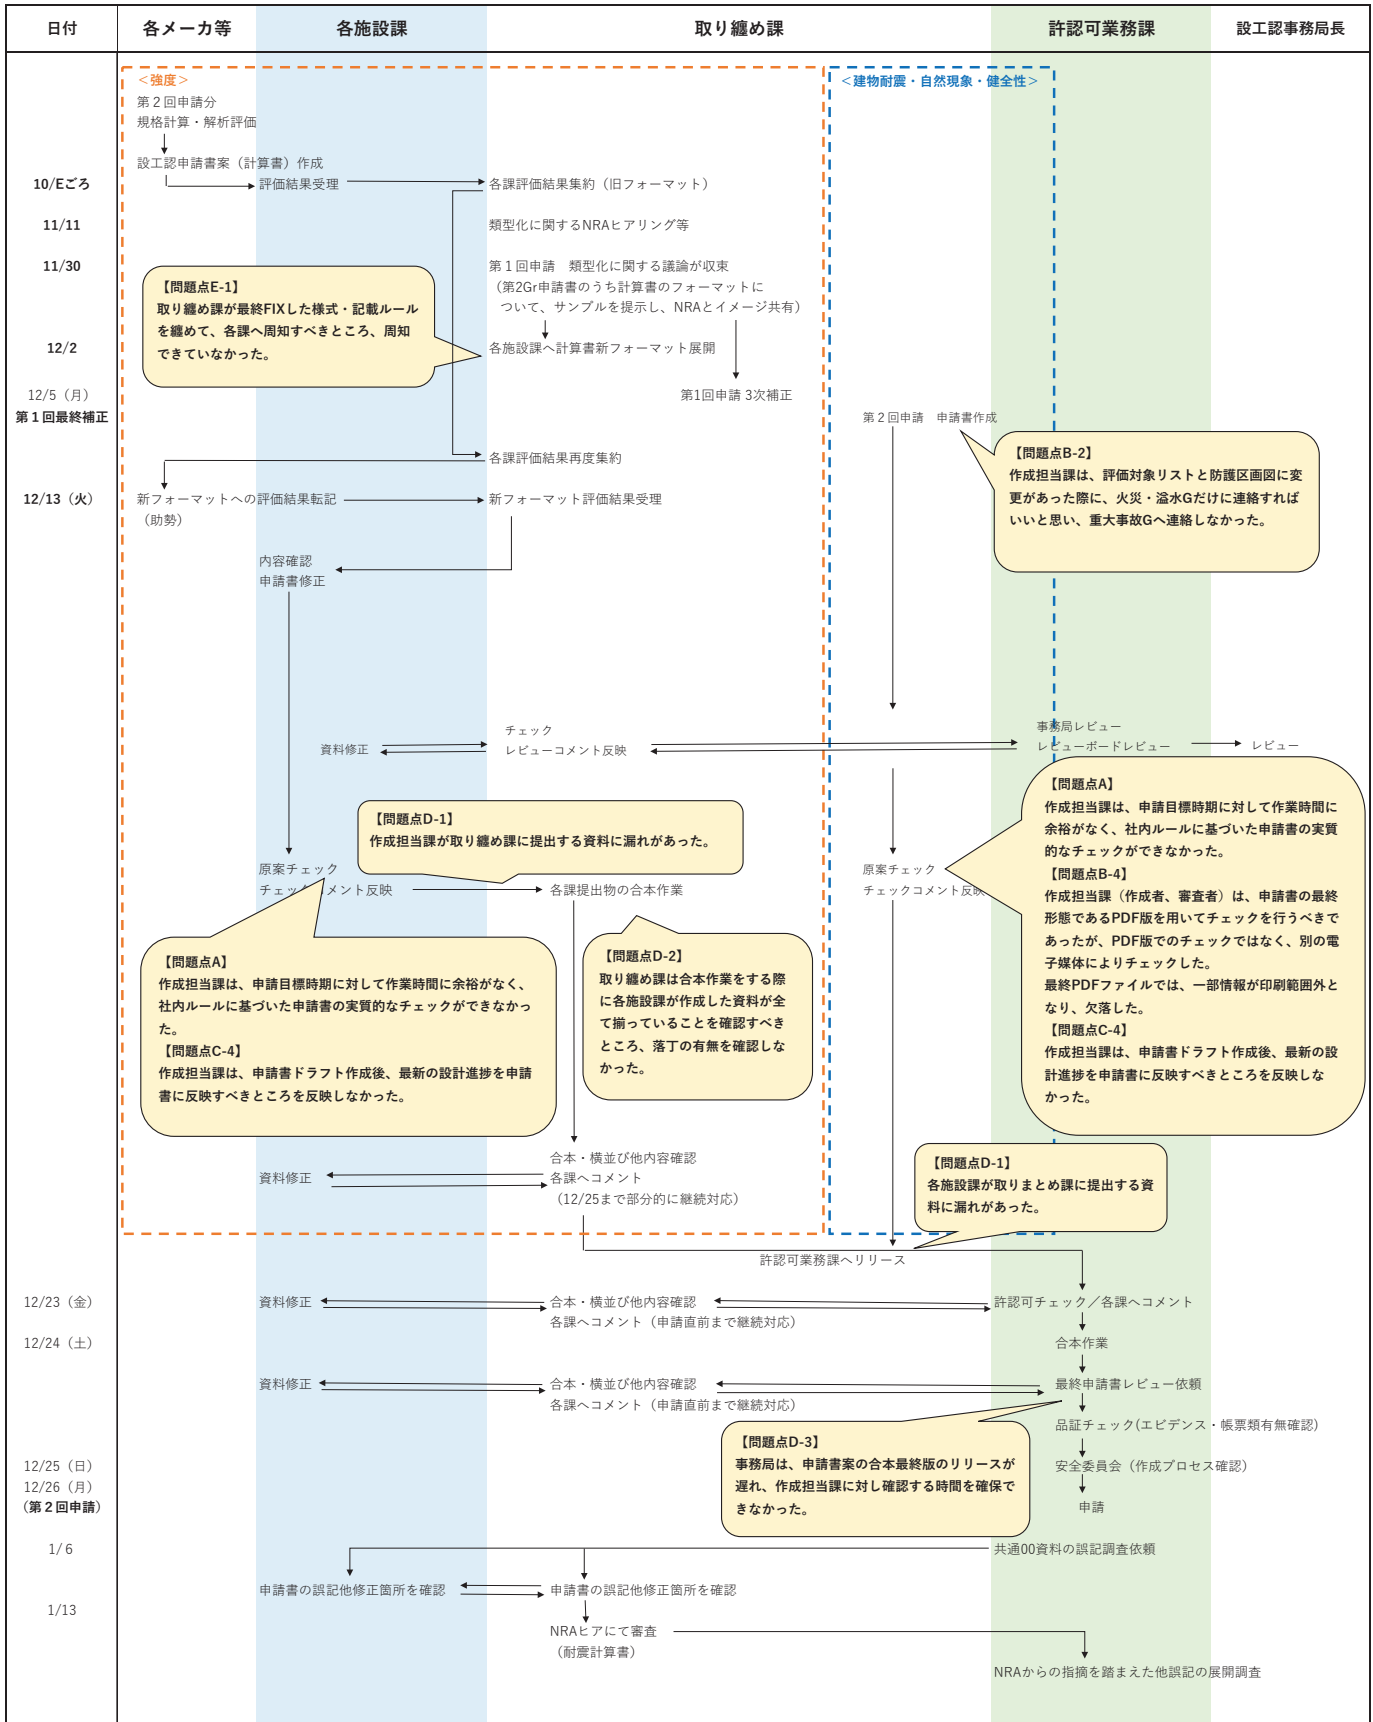 日付
各メーカ等
各施設課
取り纏め課
許認可業務課
設工認事務局長
＜強度＞
＜建物耐震・自然現象・健全性＞
第２回申請分
規格計算・解析評価
設工認申請書案（計算書）作成
10/Eごろ
評価結果受理
各課評価結果集約（旧フォーマット）
11/11
類型化に関するNRAヒアリング等
11/30
第１回申請　類型化に関する議論が収束
（第2Gr申請書のうち計算書のフォーマットに
ついて、サンプルを提示し、NRAとイメージ共有）
【問題点E-1】
取り纏め課が最終FIXした様式・記載ルール
を纏めて、各課へ周知すべきところ、周知
できていなかった。
12/2
各施設課へ計算書新フォーマット展開
12/5（月）
第１回最終補正
第1回申請 3次補正
第２回申請　申請書作成
【問題点B-2】
作成担当課は、評価対象リストと防護区画図に変
更があった際に、火災・溢水Gだけに連絡すれば
いいと思い、重大事故Gへ連絡しなかった。
各課評価結果再度集約
12/13（火）
新フォーマットへの評価結果転記
（助勢）
新フォーマット評価結果受理
内容確認
申請書修正
資料修正
チェック
レビューコメント反映
事務局レビュー
レビューボードレビュー
レビュー
【問題点A】
作成担当課は、申請目標時期に対して作業時間に
余裕がなく、社内ルールに基づいた申請書の実質
的なチェックができなかった。
【問題点B-4】
作成担当課（作成者、審査者）は、申請書の最終
形態であるPDF版を用いてチェックを行うべきで
あったが、PDF版でのチェックではなく、別の電
子媒体によりチェックした。
最終PDFファイルでは、一部情報が印刷範囲外と
なり、欠落した。
【問題点C-4】
作成担当課は、申請書ドラフト作成後、最新の設
計進捗を申請書に反映すべきところを反映しな
かった。
【問題点D-1】
作成担当課が取り纏め課に提出する資料に漏れがあった。
原案チェック
チェックコメント反映
各課提出物の合本作業
原案チェック
チェックコメント反映
【問題点A】
作成担当課は、申請目標時期に対して作業時間に余裕がなく、
社内ルールに基づいた申請書の実質的なチェックができなかっ
た。
【問題点C-4】
作成担当課は、申請書ドラフト作成後、最新の設計進捗を申請
書に反映すべきところを反映しなかった。
【問題点D-2】
取り纏め課は合本作業をする際
に各施設課が作成した資料が全
て揃っていることを確認すべき
ところ、落丁の有無を確認しな
かった。
資料修正
合本・横並び他内容確認
各課へコメント
（12/25まで部分的に継続対応）
【問題点D-1】
各施設課が取りまとめ課に提出する資
料に漏れがあった。
許認可業務課へリリース
12/23（金）
資料修正
合本・横並び他内容確認
各課へコメント（申請直前まで継続対応）
許認可チェック／各課へコメント
12/24（土）
合本作業
資料修正
合本・横並び他内容確認
各課へコメント（申請直前まで継続対応）
最終申請書レビュー依頼
品証チェック(エビデンス・帳票類有無確認)
【問題点D-3】
事務局は、申請書案の合本最終版のリリースが
遅れ、作成担当課に対し確認する時間を確保で
きなかった。
12/25（日）
12/26（月）
（第２回申請）
安全委員会（作成プロセス確認）
申請
1/ 6
共通00資料の誤記調査依頼
申請書の誤記他修正箇所を確認
申請書の誤記他修正箇所を確認
1/13
NRAヒアにて審査
（耐震計算書）
NRAからの指摘を踏まえた他誤記の展開調査